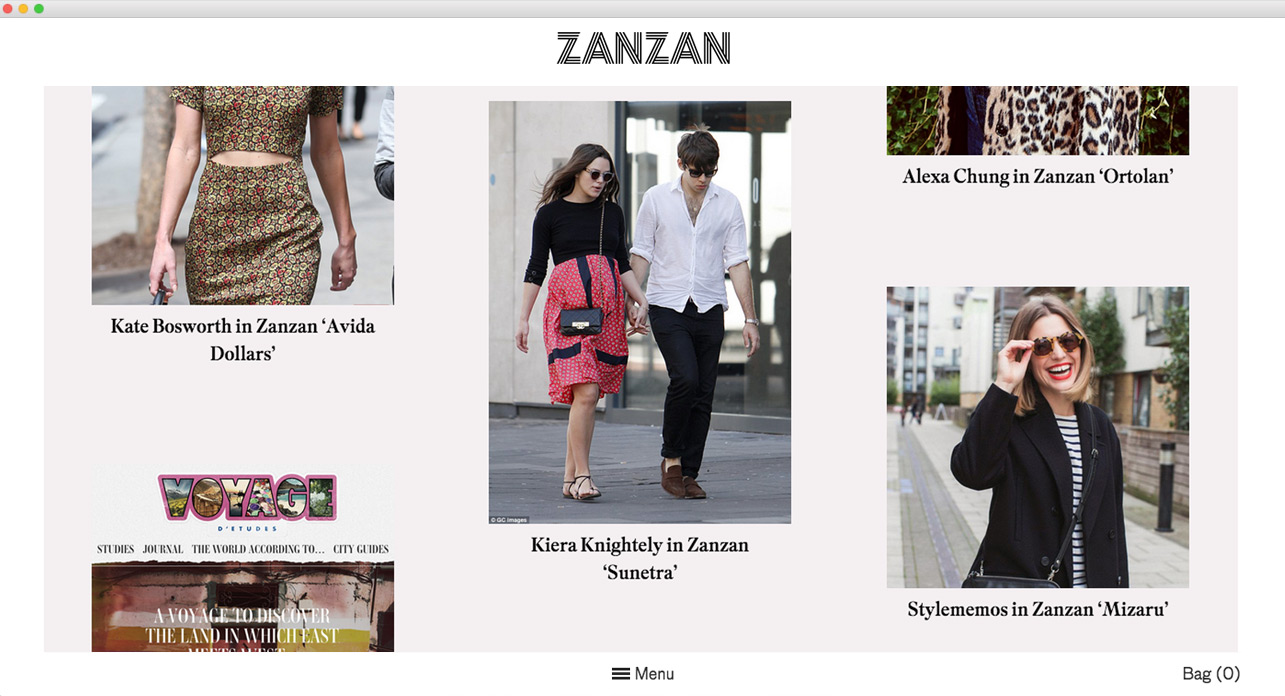 ZANZAN
Kate Bosworth in Zanzan ‘Avida
Dollars’
VOYAGE
D'ETUDES
STUDIES JOURNAL THE WORLD ACCORDING TO... CITY GUIDES
A VOYAGE TO DISCOVER
THE LAND IN WHICH EAST
MEETS WEST
© GC Images
Kiera Knightely in Zanzan
‘Sunetra’
Alexa Chung in Zanzan ‘Ortolan’
Stylememos in Zanzan ‘Mizaru’
Menu
Bag (0)